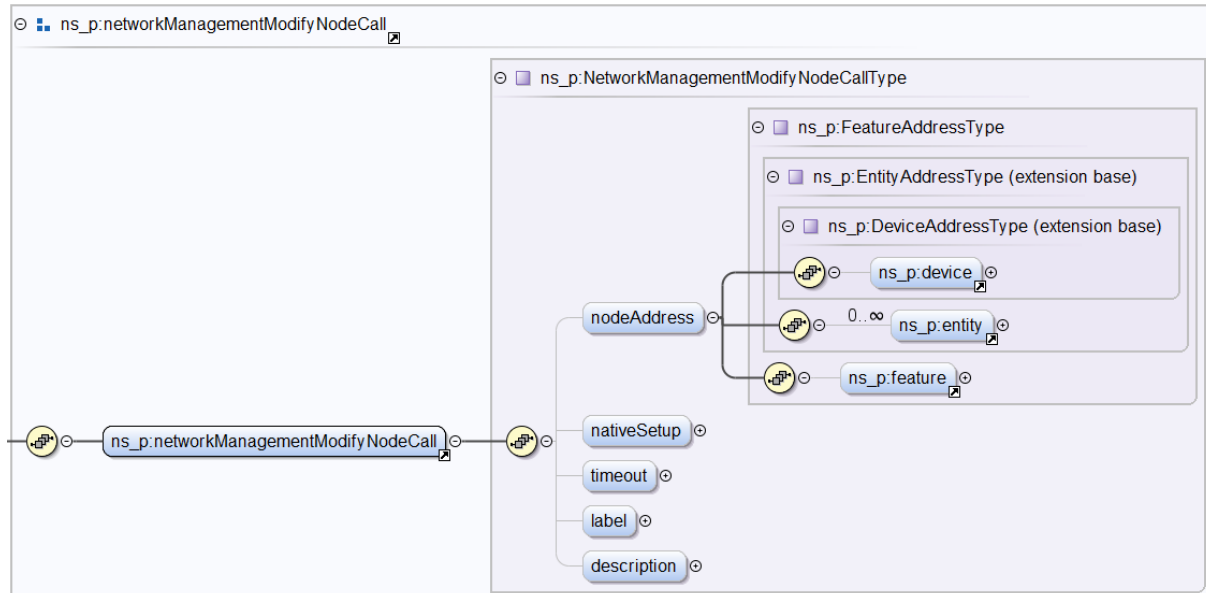 ns_p:networkManagementModifyNodeCall
ns_p:NetworkManagementModifyNodeCallType
ns_p:FeatureAddressType
ns_p:EntityAddressType (extension base)
ns_p:DeviceAddressType (extension base)
ns_p:device
nodeAddress
0..∞
ns_p:entity
ns_p:feature
nativeSetup
ns_p:networkManagementModifyNodeCall
timeout
label
description